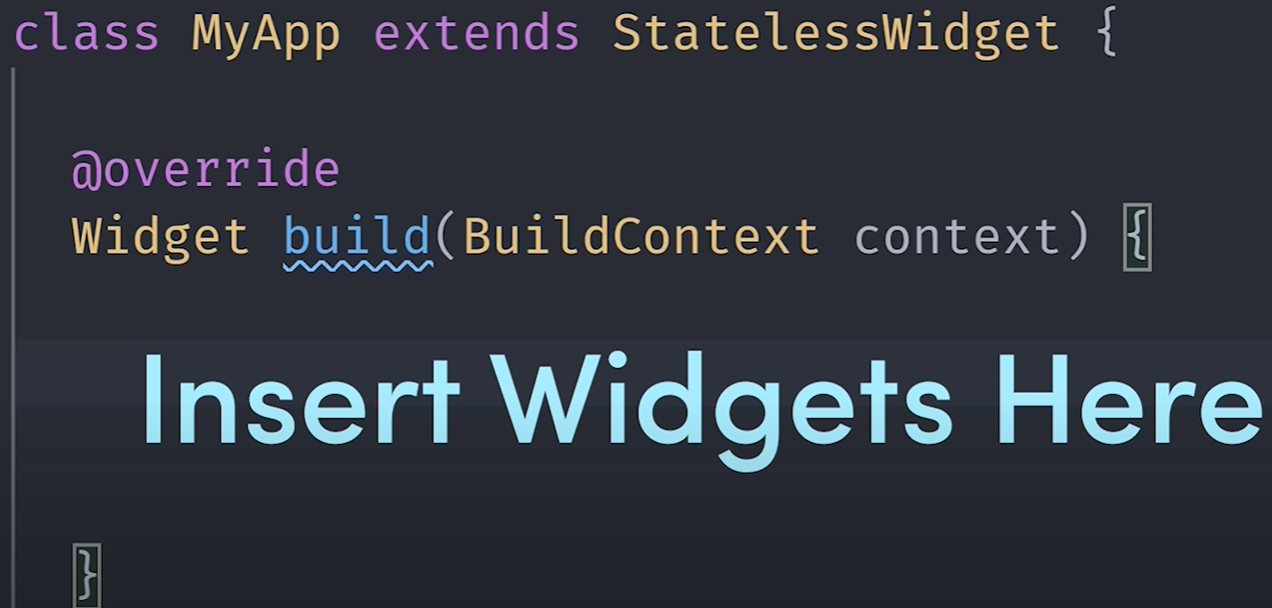 class MyApp extends StatelessWidget {
@override
Widget build(BuildContext context) {
Insert Widgets Here
}